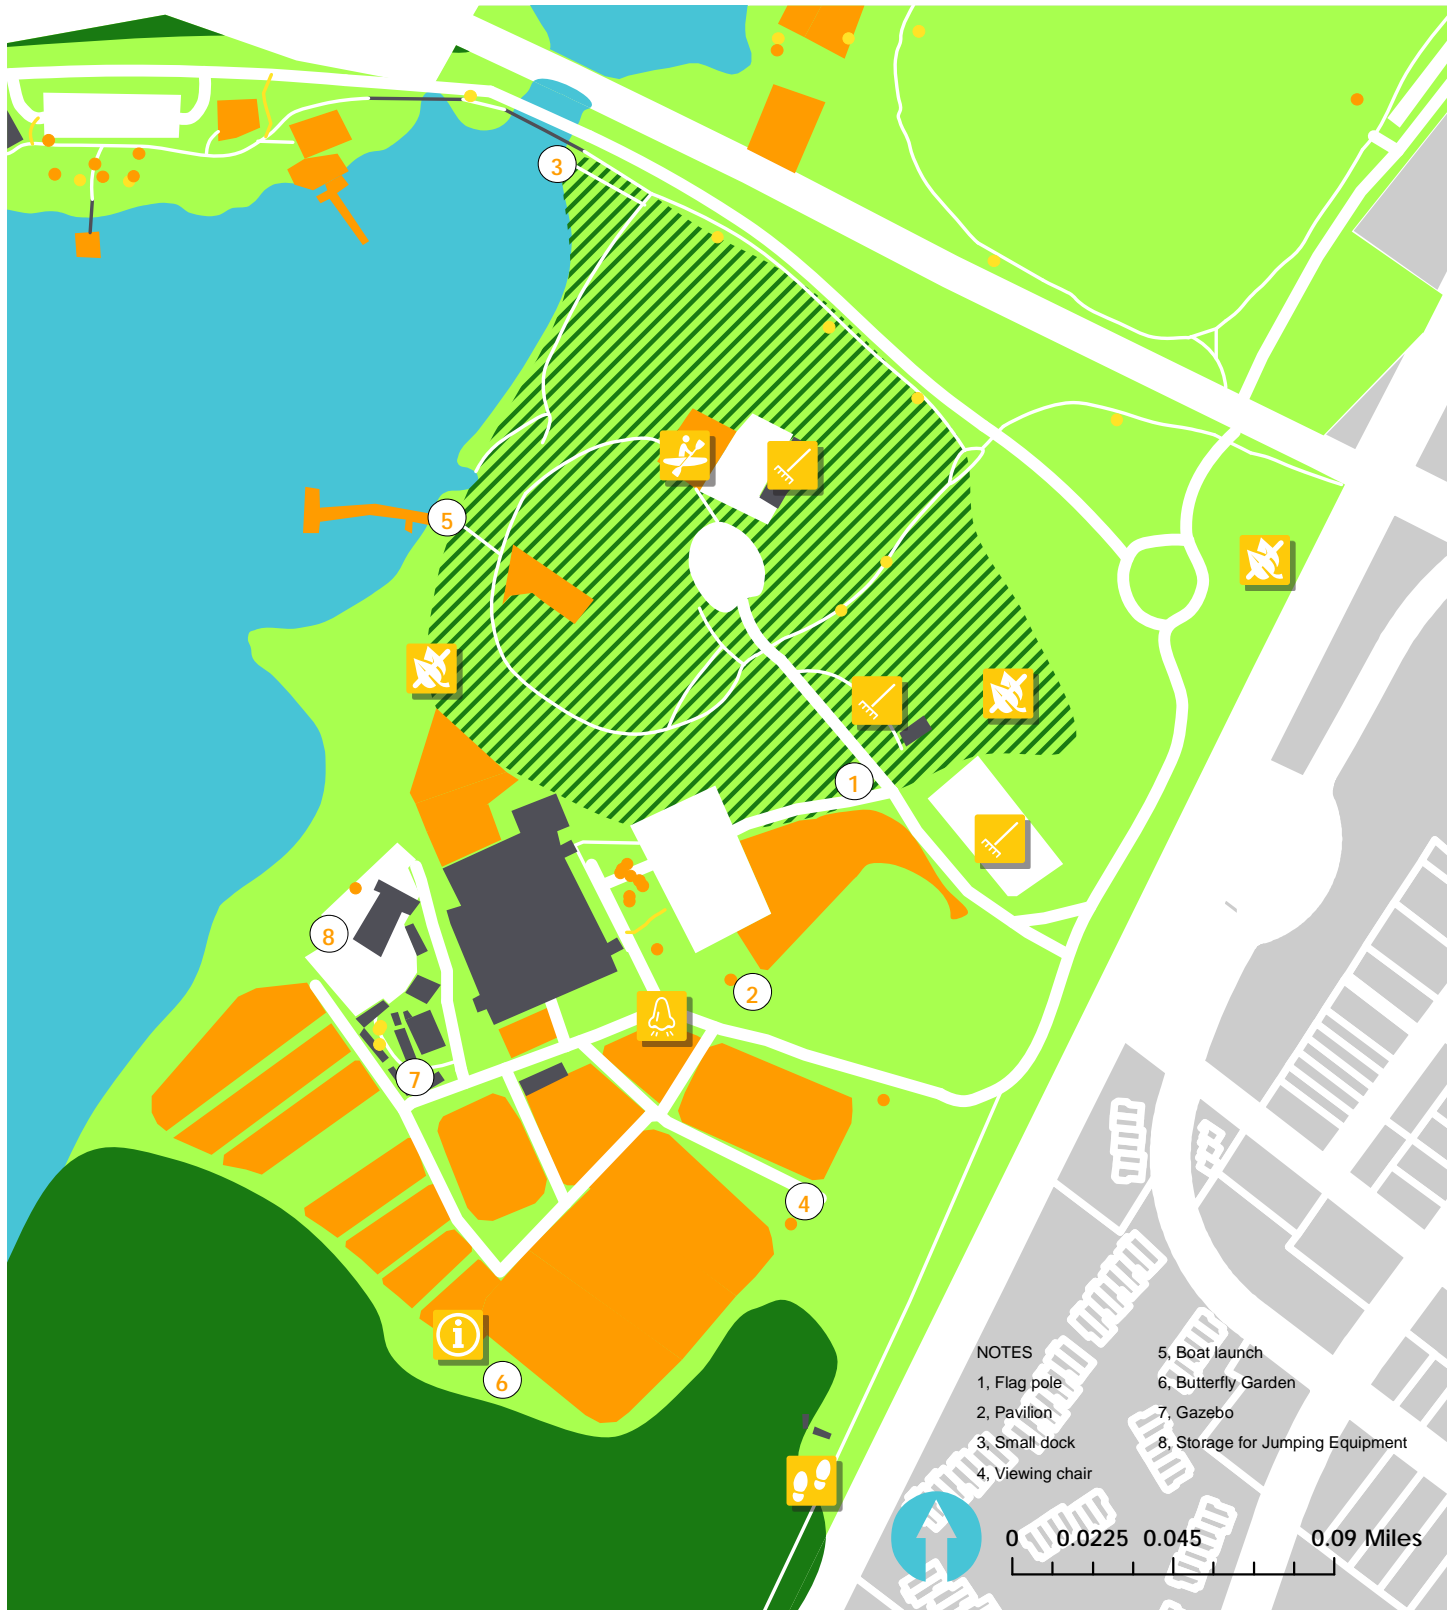 3
5
1
8
2
7
4
6
NOTES
1, Flag pole
2, Pavilion
3, Small dock
4, Viewing chair
5, Boat launch
6, Butterfly Garden
7, Gazebo
8, Storage for Jumping Equipment
0 0.0225 0.045 0.09 Miles